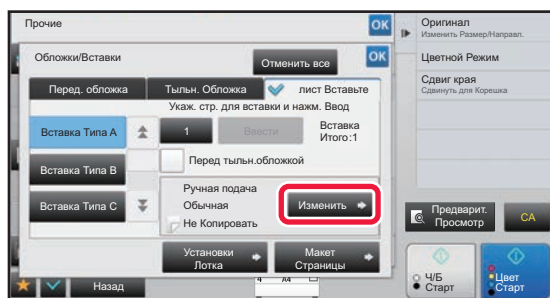 Прочие
OK
Обложки/Вставки
Отменить все
OK
Перед. обложка
Тыльн. Обложка
лист Вставьте
Укаж. стр. для вставки и нажм. Ввод
Вставка Типа A
1
Ввести
Вставка
Итого:1
Перед тыльн.обложкой
Вставка Типа B
Ручная подача
Обычная
Не Копировать
Изменить
Вставка Типа C
Установки
Лотка
Макет
Страницы
Назад
4
A4
Оригинал
Изменить Размер/Направл.
Цветной Режим
Сдвиг края
Сдвинуть для Корешка
Предварит.
Просмотр
CA
Ч/Б
Старт
Цвет
Старт